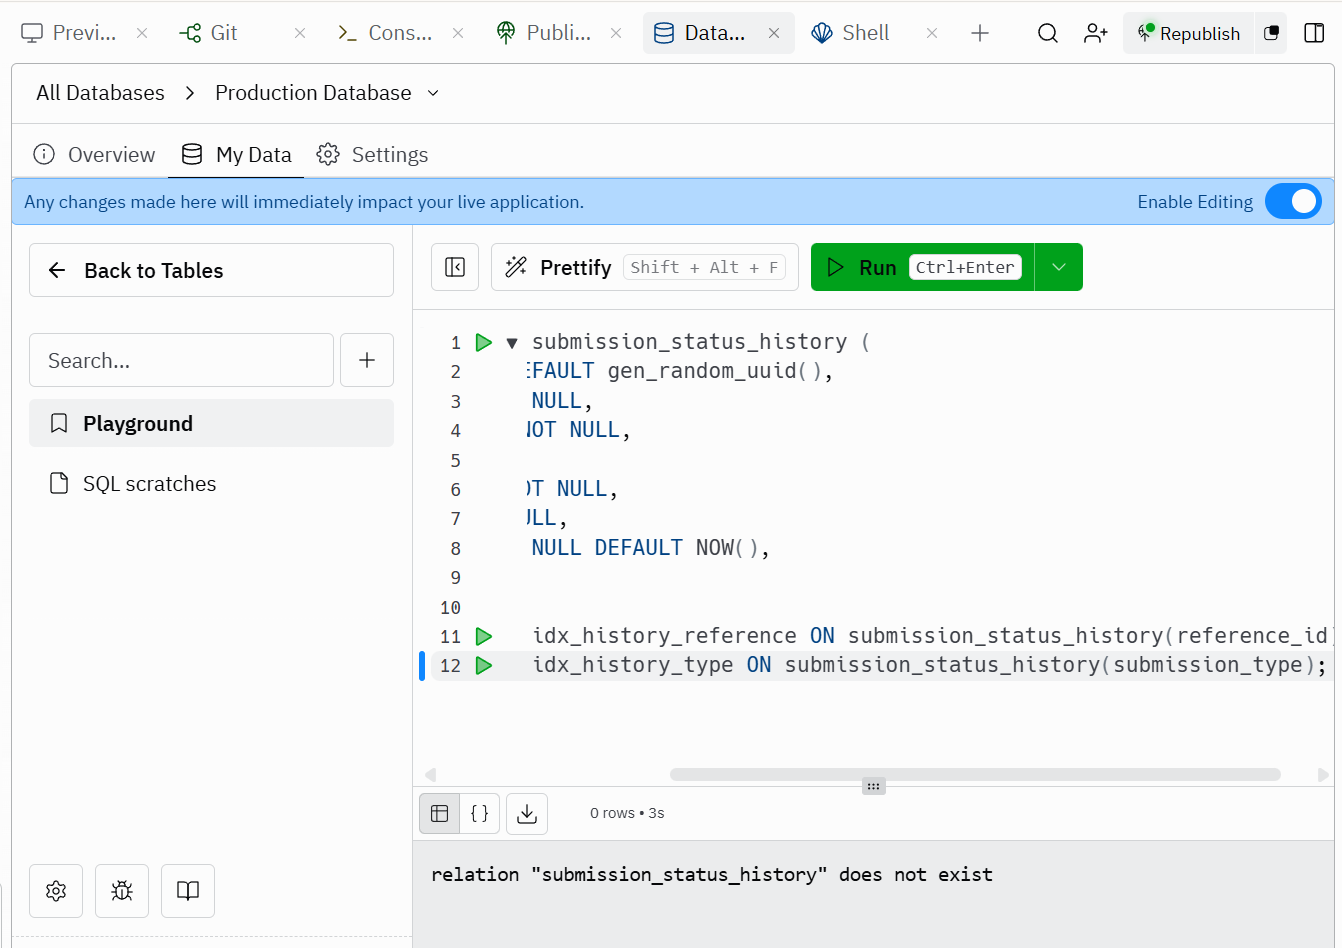 Previ...
Git
Cons...
Publi...
Data...
Shell
Republish
All Databases
Production Database
Overview
My Data
Settings
Any changes made here will immediately impact your live application.
Enable Editing
Back to Tables
Prettify Shift + Alt + F
Run Ctrl+Enter
Search...
Playground
SQL scratches
1 submission_status_history (
2 EFAULT gen_random_uuid(),
3 NULL,
4 NOT NULL,
5
6 OT NULL,
7 ULL,
8 NULL DEFAULT NOW(),
9
10
11 idx_history_reference ON submission_status_history(reference_id
12 idx_history_type ON submission_status_history(submission_type);
{ }
0 rows • 3s
relation "submission_status_history" does not exist